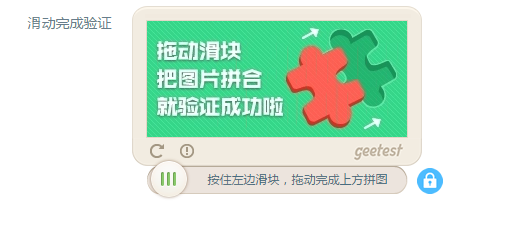 滑动完成验证
拖动滑块
把图片拼合
就验证成功啦
geetest
按住左边滑块，拖动完成上方拼图